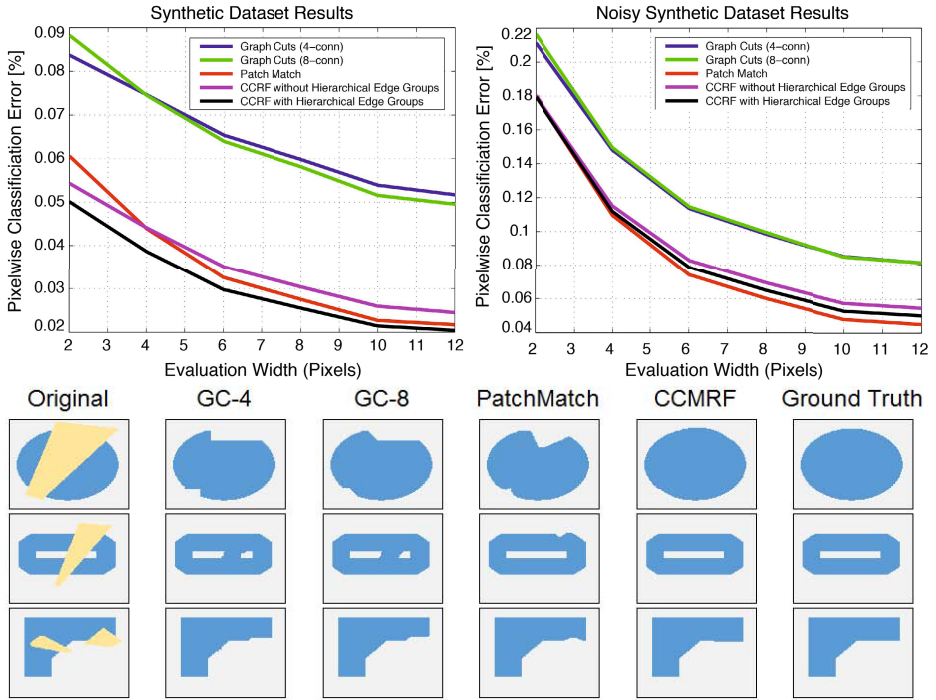 Synthetic Dataset Results
Pixelwise Classificiation Error [%]
0.09
0.08
0.07
0.06
0.05
0.04
0.03
0.02
Graph Cuts (4-conn)
Graph Cuts (8-conn)
Patch Match
CCRF without Hierarchical Edge Groups
CCRF with Hierarchical Edge Groups
2 3 4 5 6 7 8 9 10 11 12
Evaluation Width (Pixels)
Noisy Synthetic Dataset Results
Pixelwise Classificiation Error [%]
0.22
0.2
0.18
0.16
0.14
0.12
0.1
0.08
0.06
0.04
Graph Cuts (4-conn)
Graph Cuts (8-conn)
Patch Match
CCRF without Hierarchical Edge Groups
CCRF with Hierarchical Edge Groups
2 3 4 5 6 7 8 9 10 11 12
Evaluation Width (Pixels)
Original GC-4 GC-8 PatchMatch CCMRF Ground Truth